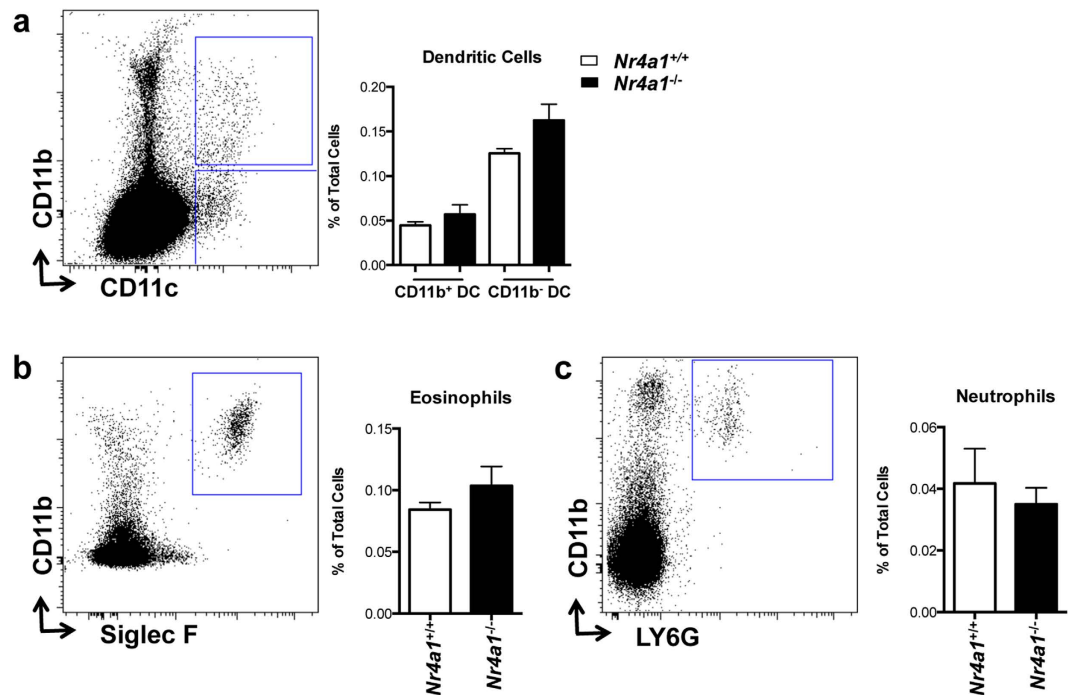 a
CD11b
CD11c
Dendritic Cells
Nr4a1+/+
Nr4a1-/-
% of Total Cells
0.20
0.15
0.10
0.05
0.00
CD11b+ DC
CD11b- DC
b
CD11b
Siglec F
Eosinophils
% of Total Cells
0.15
0.10
0.05
0.00
Nr4a1+/+
Nr4a1-/-
c
CD11b
LY6G
Neutrophils
% of Total Cells
0.06
0.04
0.02
0.00
Nr4a1+/+
Nr4a1-/-